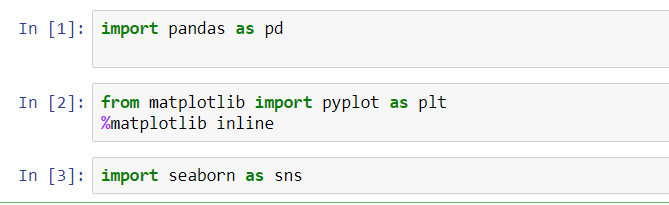 In [1]: import pandas as pd
In [2]: from matplotlib import pyplot as plt
%matplotlib inline
In [3]: import seaborn as sns